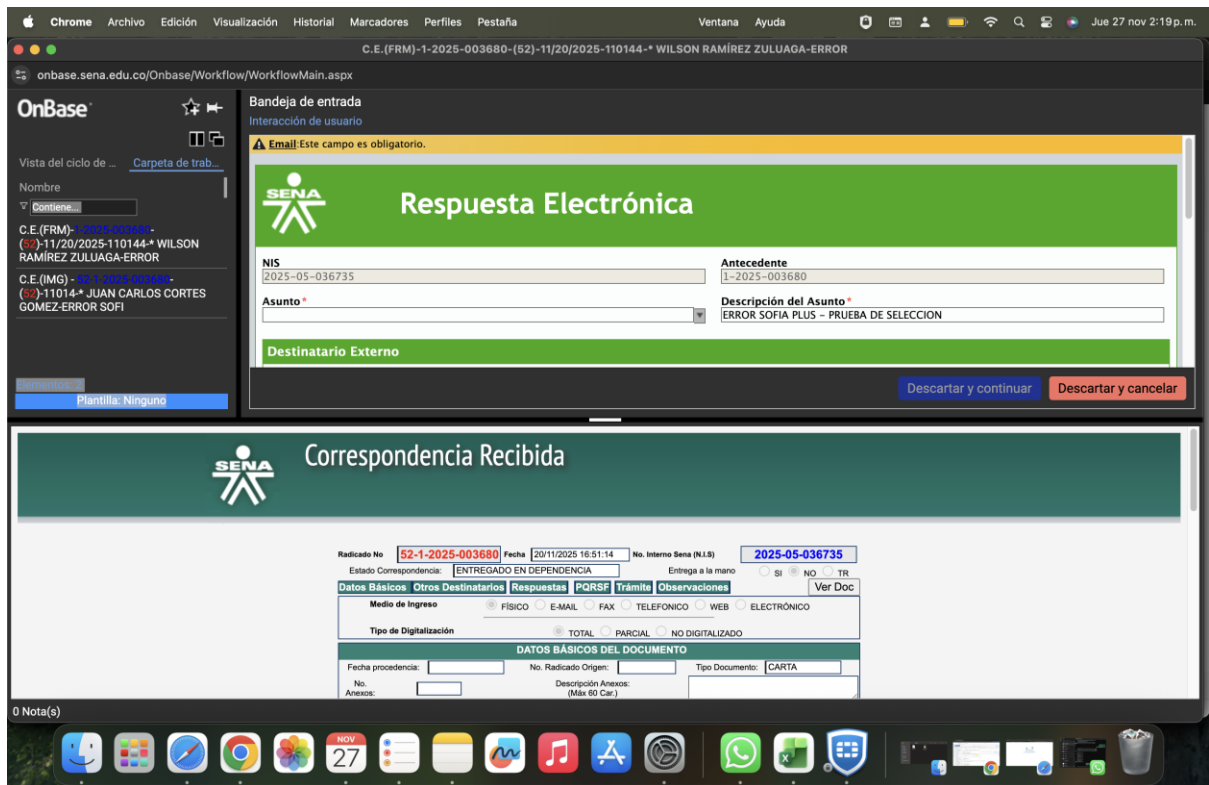 Chrome Archivo Edición Visualización Historial Marcadores Perfiles Pestaña Ventana Ayuda Jue 27 nov 2:19 p.m.
C.E.(FRM)-1-2025-003680-(52)-11/20/2025-110144-* WILSON RAMÍREZ ZULUAGA-ERROR
onbase.sena.edu.co/Onbase/Workflow/WorkflowMain.aspx
OnBase
Vista del ciclo de ... Carpeta de trab...
Nombre
Contiene...
C.E.(FRM)-1-2025-003680-
(52)-11/20/2025-110144-* WILSON
RAMÍREZ ZULUAGA-ERROR
C.E.(IMG) - 52-1-2025-003680-
(52)-11014-* JUAN CARLOS CORTES
GOMEZ-ERROR SOFI
Elementos: 2
Plantilla: Ninguno
Bandeja de entrada
Interacción de usuario
Email:Este campo es obligatorio.
SENA
Respuesta Electrónica
NIS Antecedente
2025-05-036735 1-2025-003680
Asunto * Descripción del Asunto *
ERROR SOFIA PLUS - PRUEBA DE SELECCION
Destinatario Externo
Descartar y continuar Descartar y cancelar
SENA
Correspondencia Recibida
Radicado No 52-1-2025-003680 Fecha 20/11/2025 16:51:14 No. Interno Sena (N.I.S) 2025-05-036735
Estado Correspondencia: ENTREGADO EN DEPENDENCIA Entrega a la mano SI NO TR
Datos Básicos Otros Destinatarios Respuestas PQRSF Trámite Observaciones Ver Doc
Medio de Ingreso FÍSICO E-MAIL FAX TELEFONICO WEB ELECTRÓNICO
Tipo de Digitalización TOTAL PARCIAL NO DIGITALIZADO
DATOS BÁSICOS DEL DOCUMENTO
Fecha procedencia: No. Radicado Origen: Tipo Documento: CARTA
No. Anexos: Descripción Anexos: (Máx 60 Car.)
0 Nota(s)
NOV
27